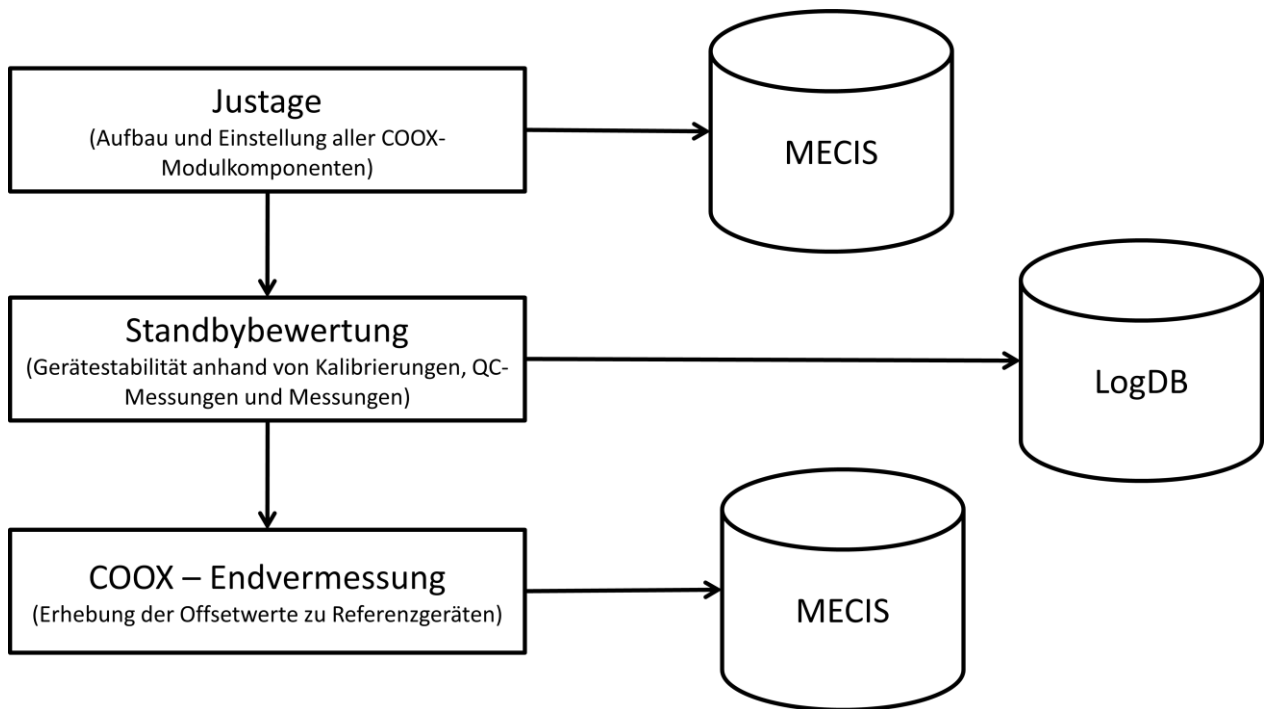 Justage
(Aufbau und Einstellung aller COOX-
Modulkomponenten)
MECIS
Standbybewertung
(Gerätestabilität anhand von Kalibrierungen, QC-
Messungen und Messungen)
LogDB
COOX – Endvermessung
(Erhebung der Offsetwerte zu Referenzgeräten)
MECIS